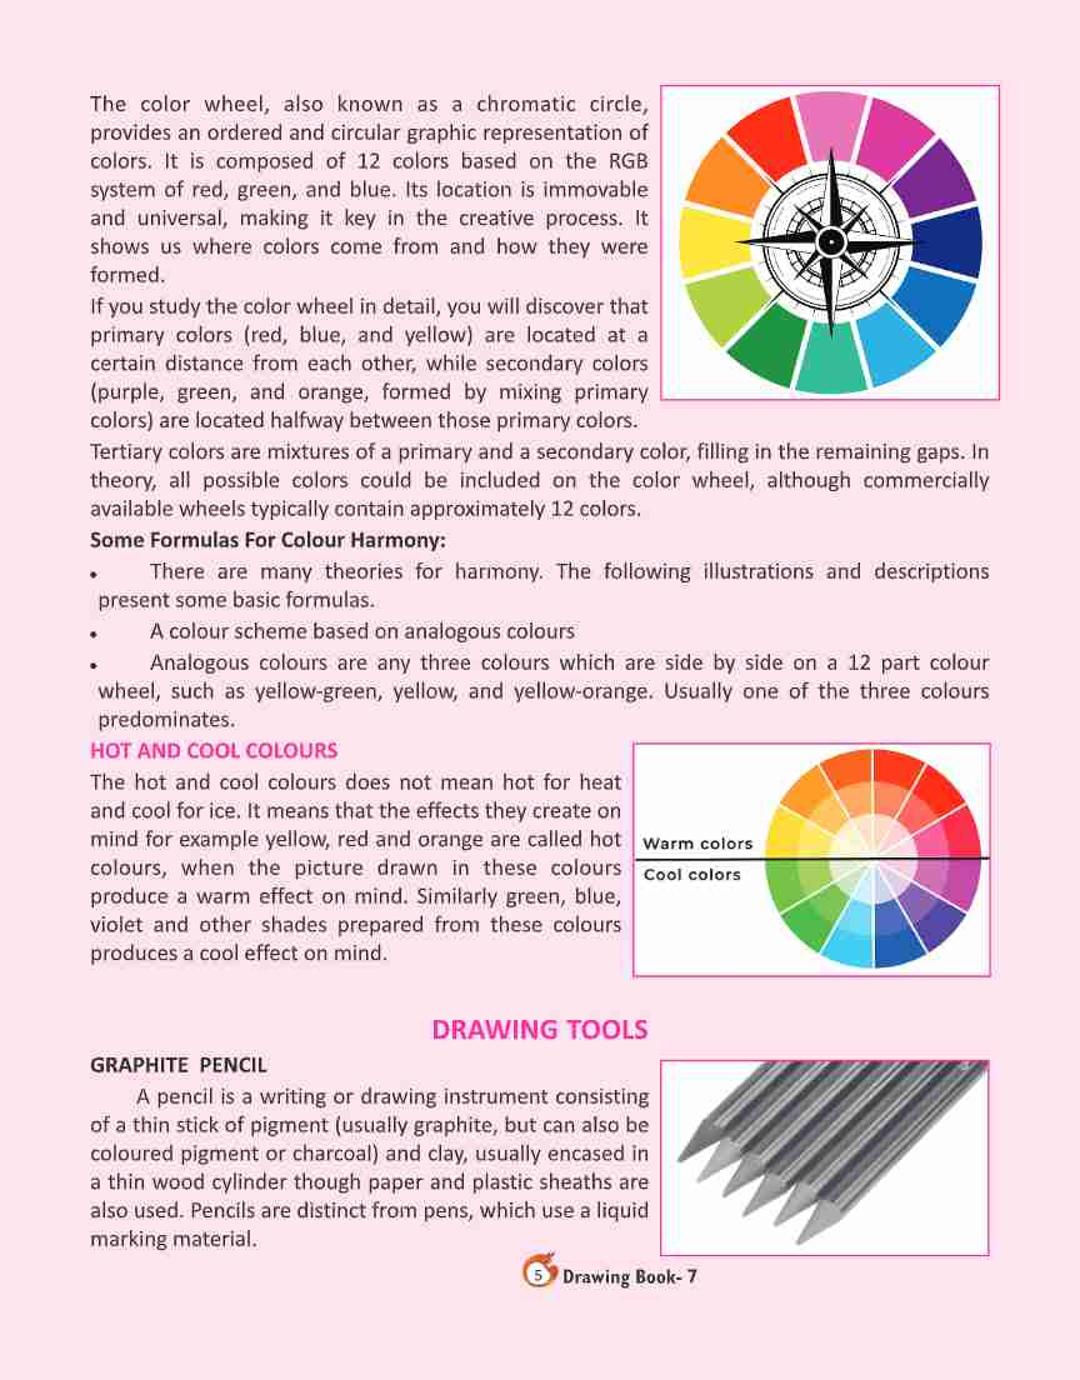 The color wheel, also known as a chromatic circle,
provides an ordered and circular graphic representation of
colors. It is composed of 12 colors based on the RGB
system of red, green, and blue. Its location is immovable
and universal, making it key in the creative process. It
shows us where colors come from and how they were
formed.
If you study the color wheel in detail, you will discover that
primary colors (red, blue, and yellow) are located at a
certain distance from each other, while secondary colors
(purple, green, and orange, formed by mixing primary
colors) are located halfway between those primary colors.
Tertiary colors are mixtures of a primary and a secondary color, filling in the remaining gaps. In
theory, all possible colors could be included on the color wheel, although commercially
available wheels typically contain approximately 12 colors.
Some Formulas For Colour Harmony:
• There are many theories for harmony. The following illustrations and descriptions
present some basic formulas.
• A colour scheme based on analogous colours
• Analogous colours are any three colours which are side by side on a 12 part colour
wheel, such as yellow-green, yellow, and yellow-orange. Usually one of the three colours
predominates.
HOT AND COOL COLOURS
The hot and cool colours does not mean hot for heat
and cool for ice. It means that the effects they create on
mind for example yellow, red and orange are called hot
colours, when the picture drawn in these colours
produce a warm effect on mind. Similarly green, blue,
violet and other shades prepared from these colours
produces a cool effect on mind.
Warm colors
Cool colors
DRAWING TOOLS
GRAPHITE PENCIL
A pencil is a writing or drawing instrument consisting
of a thin stick of pigment (usually graphite, but can also be
coloured pigment or charcoal) and clay, usually encased in
a thin wood cylinder though paper and plastic sheaths are
also used. Pencils are distinct from pens, which use a liquid
marking material.
5 Drawing Book- 7